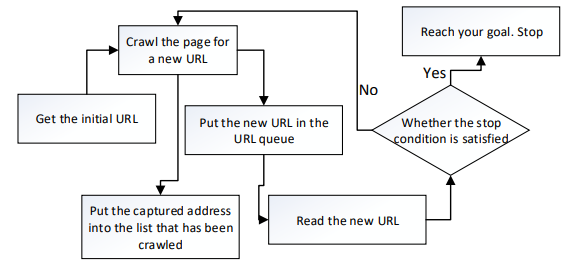 Crawl the page for
a new URL
Reach your goal. Stop
Yes
No
Get the initial URL
Put the new URL in the
URL queue
Whether the stop
condition is satisfied
Put the captured address
into the list that has been
crawled
Read the new URL